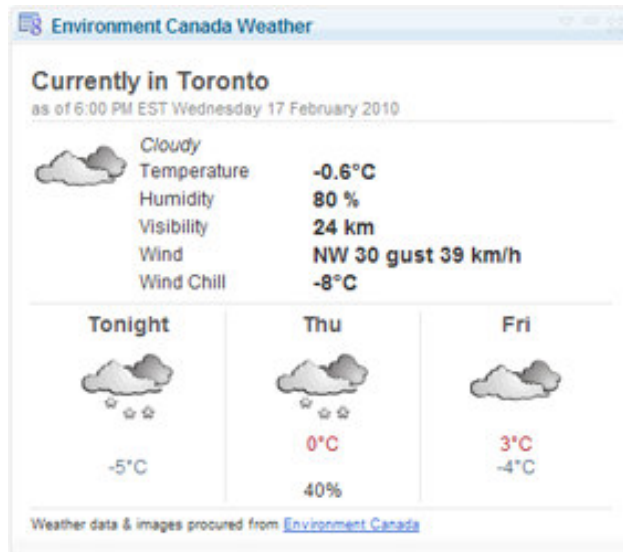 Environment Canada Weather
Currently in Toronto
as of 6:00 PM EST Wednesday 17 February 2010
Cloudy
Temperature -0.6°C
Humidity 80 %
Visibility 24 km
Wind NW 30 gust 39 km/h
Wind Chill -8°C
Tonight Thu Fri
0°C 3°C
-5°C -4°C
40%
Weather data & images procured from Environment Canada